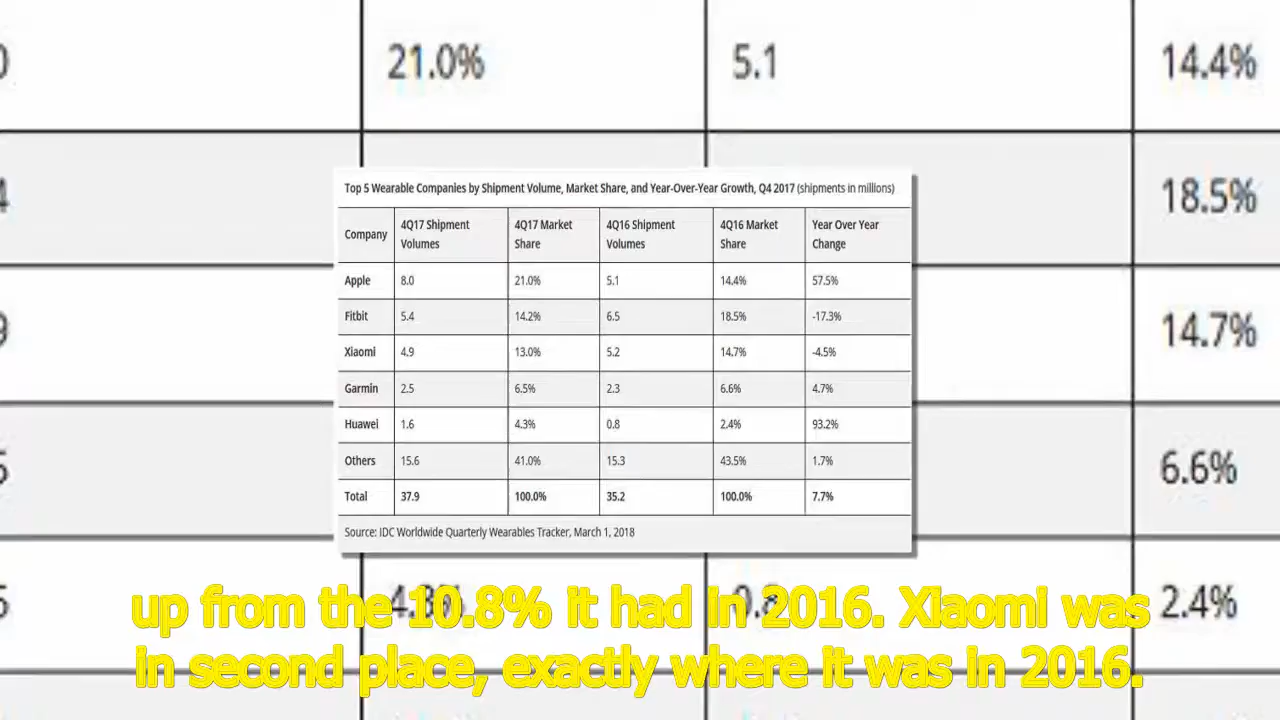 21.0% 5.1 14.4%
18.5%
14.7%
6.6%
2.4%
Top 5 Wearable Companies by Shipment Volume, Market Share, and Year-Over-Year Growth, Q4 2017 (shipments in millions)
Company 4Q17 Shipment Volumes 4Q17 Market Share 4Q16 Shipment Volumes 4Q16 Market Share Year Over Year Change
Apple 8.0 21.0% 5.1 14.4% 57.5%
Fitbit 5.4 14.2% 6.5 18.5% -17.3%
Xiaomi 4.9 13.0% 5.2 14.7% -4.5%
Garmin 2.5 6.5% 2.3 6.6% 4.7%
Huawei 1.6 4.3% 0.8 2.4% 93.2%
Others 15.6 41.0% 15.3 43.5% 1.7%
Total 37.9 100.0% 35.2 100.0% 7.7%
Source: IDC Worldwide Quarterly Wearables Tracker, March 1, 2018
up from the 10.8% it had in 2016. Xiaomi was
in second place, exactly where it was in 2016.